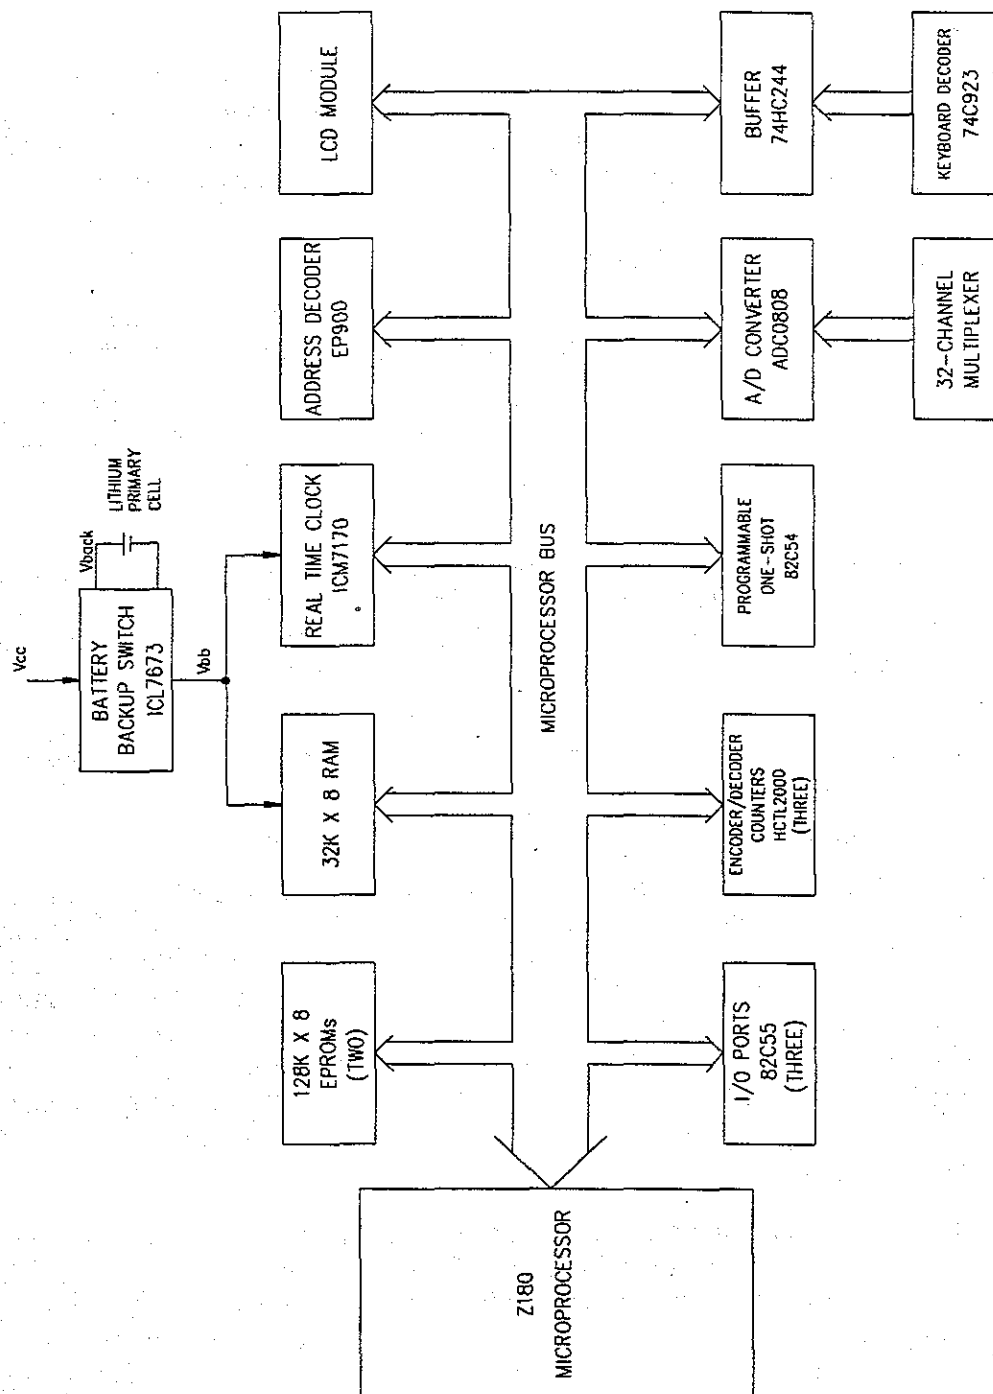 Vcc
BATTERY
BACKUP SWITCH
ICL7673
Vback
LITHIUM
PRIMARY
CELL
Vbb
128K X 8
EPROMs
(TWO)
32K X 8 RAM
REAL TIME CLOCK
ICM7170
ADDRESS DECODER
EP900
LCD MODULE
Z180
MICROPROCESSOR
MICROPROCESSOR BUS
I/O PORTS
82C55
(THREE)
ENCODER/DECODER
COUNTERS
HCTL2000
(THREE)
PROGRAMMABLE
ONE-SHOT
82C54
A/D CONVERTER
ADC0808
BUFFER
74HC244
32-CHANNEL
MULTIPLEXER
KEYBOARD DECODER
74C923